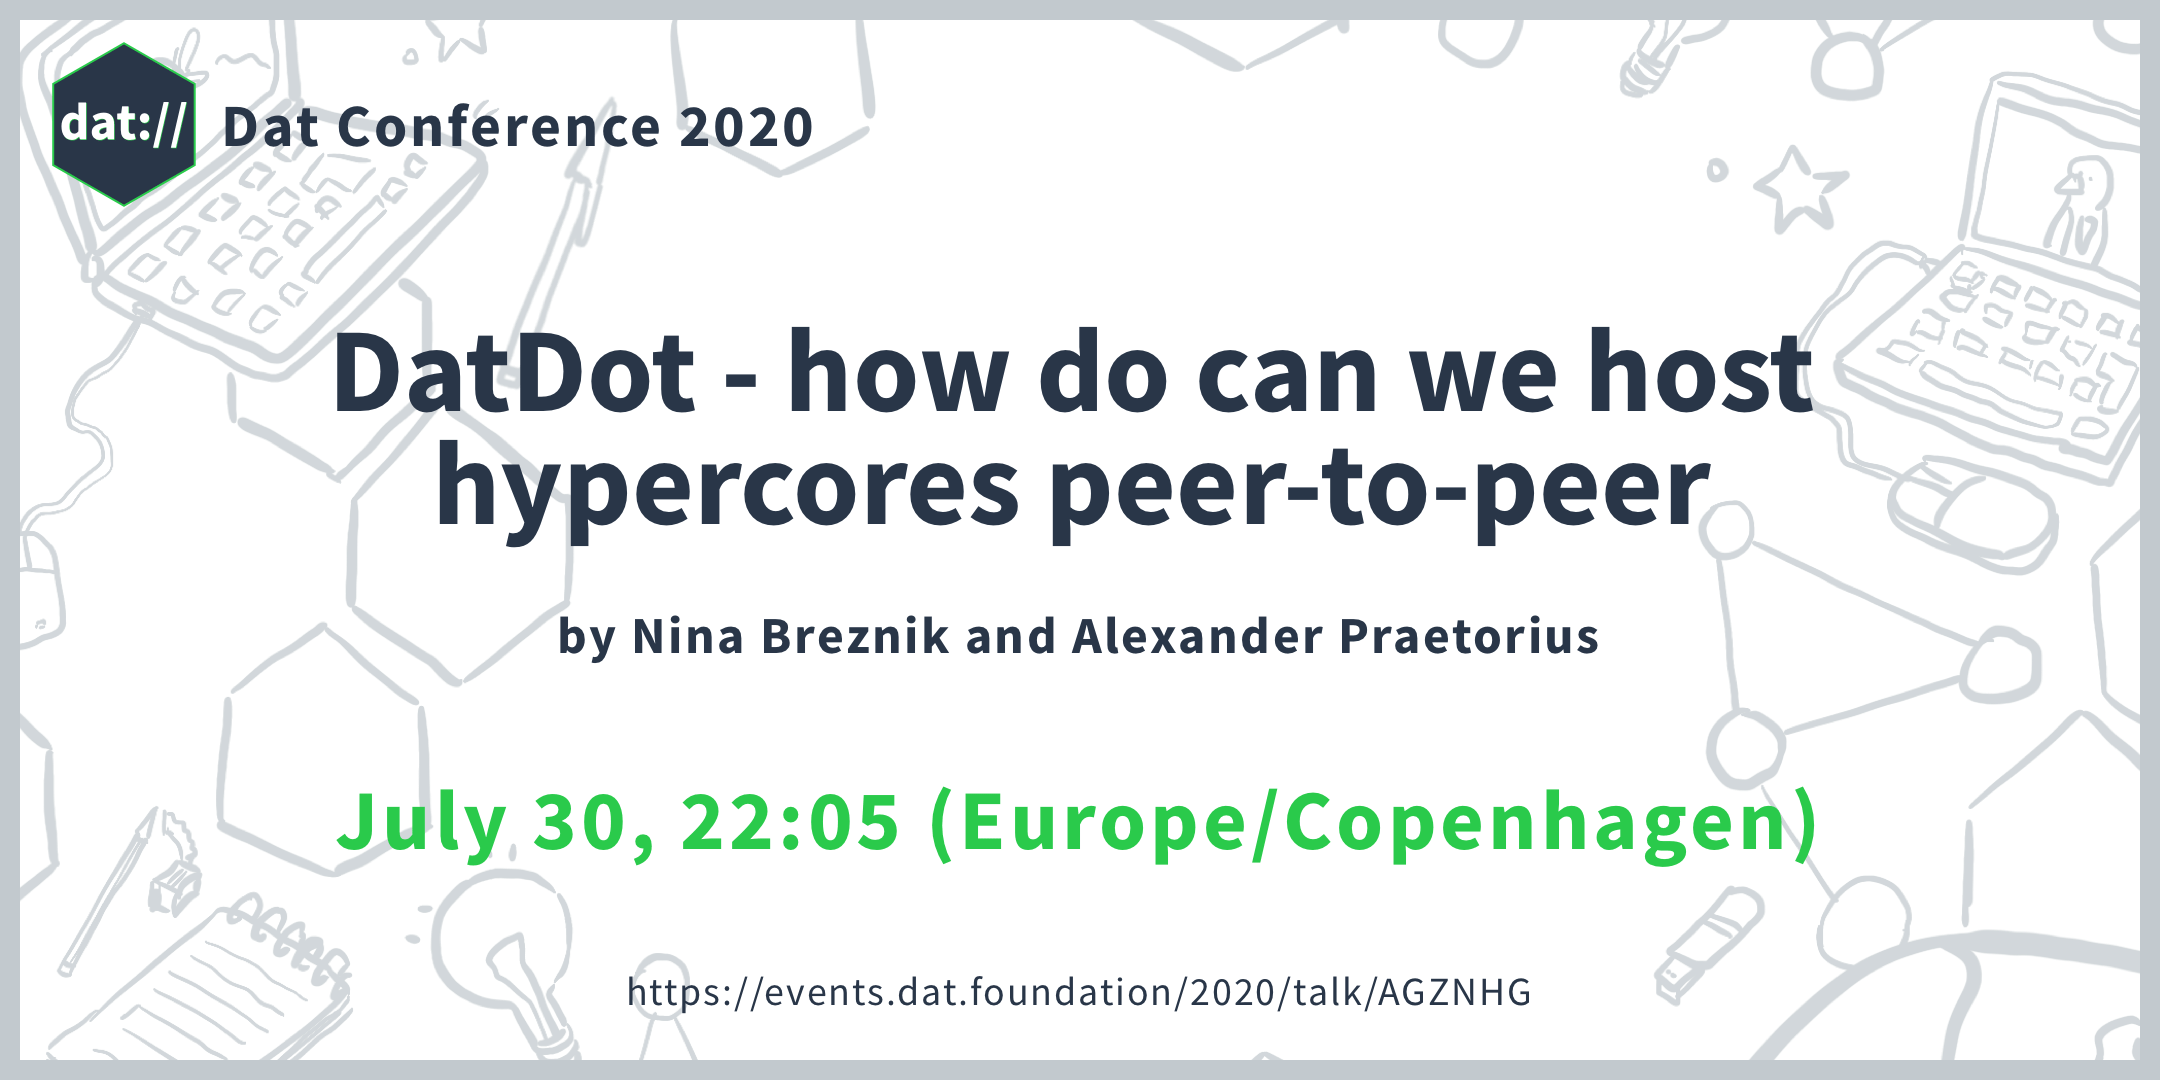 dat://
Dat Conference 2020
DatDot - how do can we host
hypercores peer-to-peer
by Nina Breznik and Alexander Praetorius
July 30, 22:05 (Europe/Copenhagen)
https://events.dat.foundation/2020/talk/AGZNHG